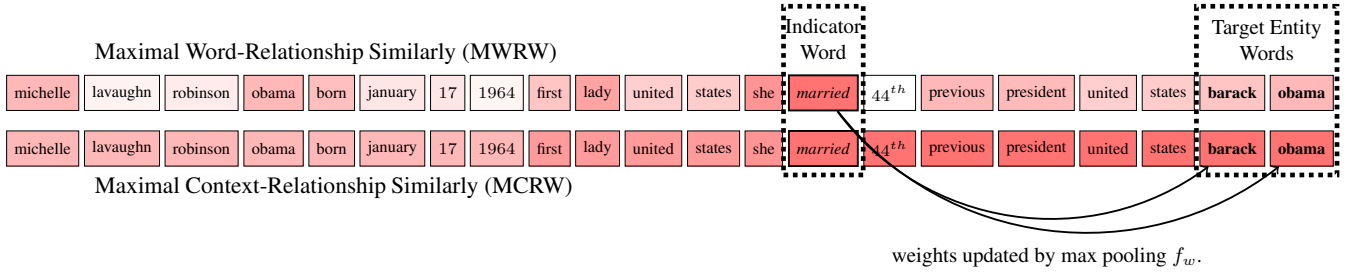 Indicator
Word
Target Entity
Words
Maximal Word-Relationship Similarly (MWRW)
michelle lavaughn robinson obama born january 17 1964 first lady united states she married 44th previous president united states barack obama
michelle lavaughn robinson obama born january 17 1964 first lady united states she married 44th previous president united states barack obama
Maximal Context-Relationship Similarly (MCRW)
weights updated by max pooling f_w.